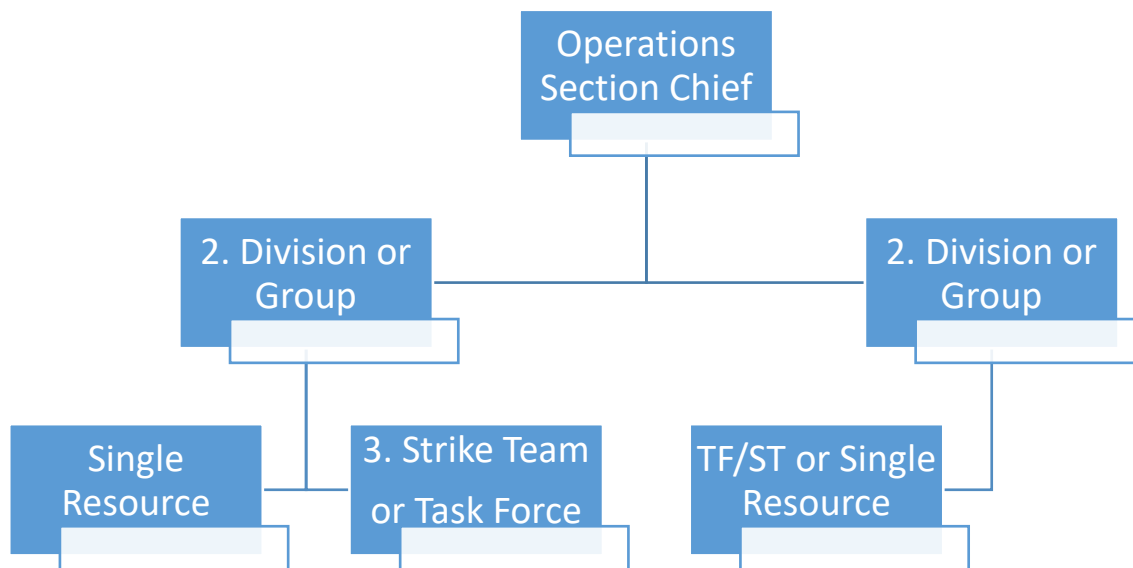 Operations
Section Chief
2. Division or
Group
2. Division or
Group
Single
Resource
3. Strike Team
or Task Force
TF/ST or Single
Resource